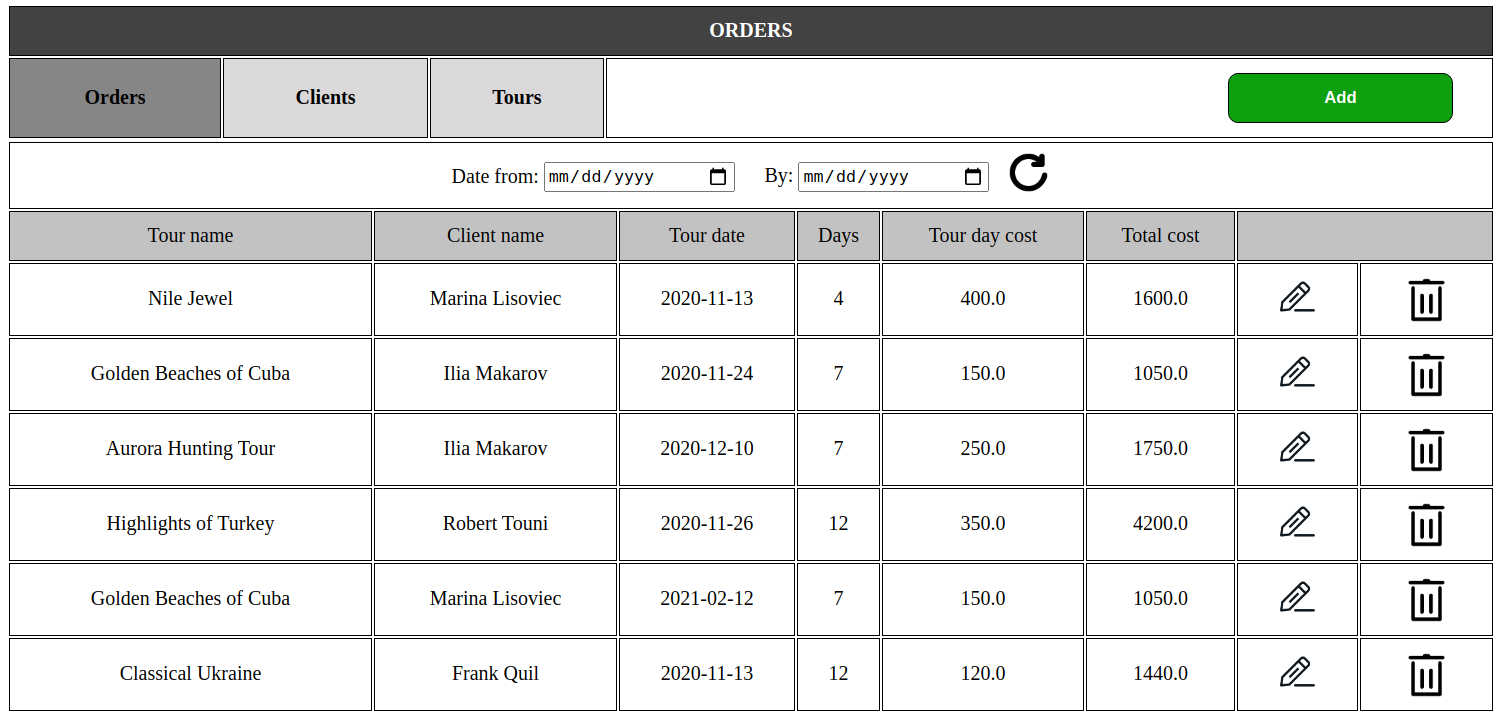 ORDERS
Orders Clients Tours Add
Date from: mm/dd/yyyy By: mm/dd/yyyy
Tour name Client name Tour date Days Tour day cost Total cost
Nile Jewel Marina Lisoviec 2020-11-13 4 400.0 1600.0
Golden Beaches of Cuba Ilia Makarov 2020-11-24 7 150.0 1050.0
Aurora Hunting Tour Ilia Makarov 2020-12-10 7 250.0 1750.0
Highlights of Turkey Robert Touni 2020-11-26 12 350.0 4200.0
Golden Beaches of Cuba Marina Lisoviec 2021-02-12 7 150.0 1050.0
Classical Ukraine Frank Quil 2020-11-13 12 120.0 1440.0